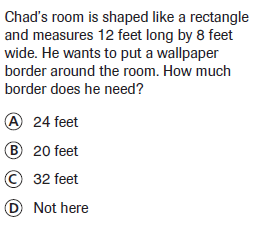 Chad's room is shaped like a rectangle
and measures 12 feet long by 8 feet
wide. He wants to put a wallpaper
border around the room. How much
border does he need?
A 24 feet
B 20 feet
C 32 feet
D Not here